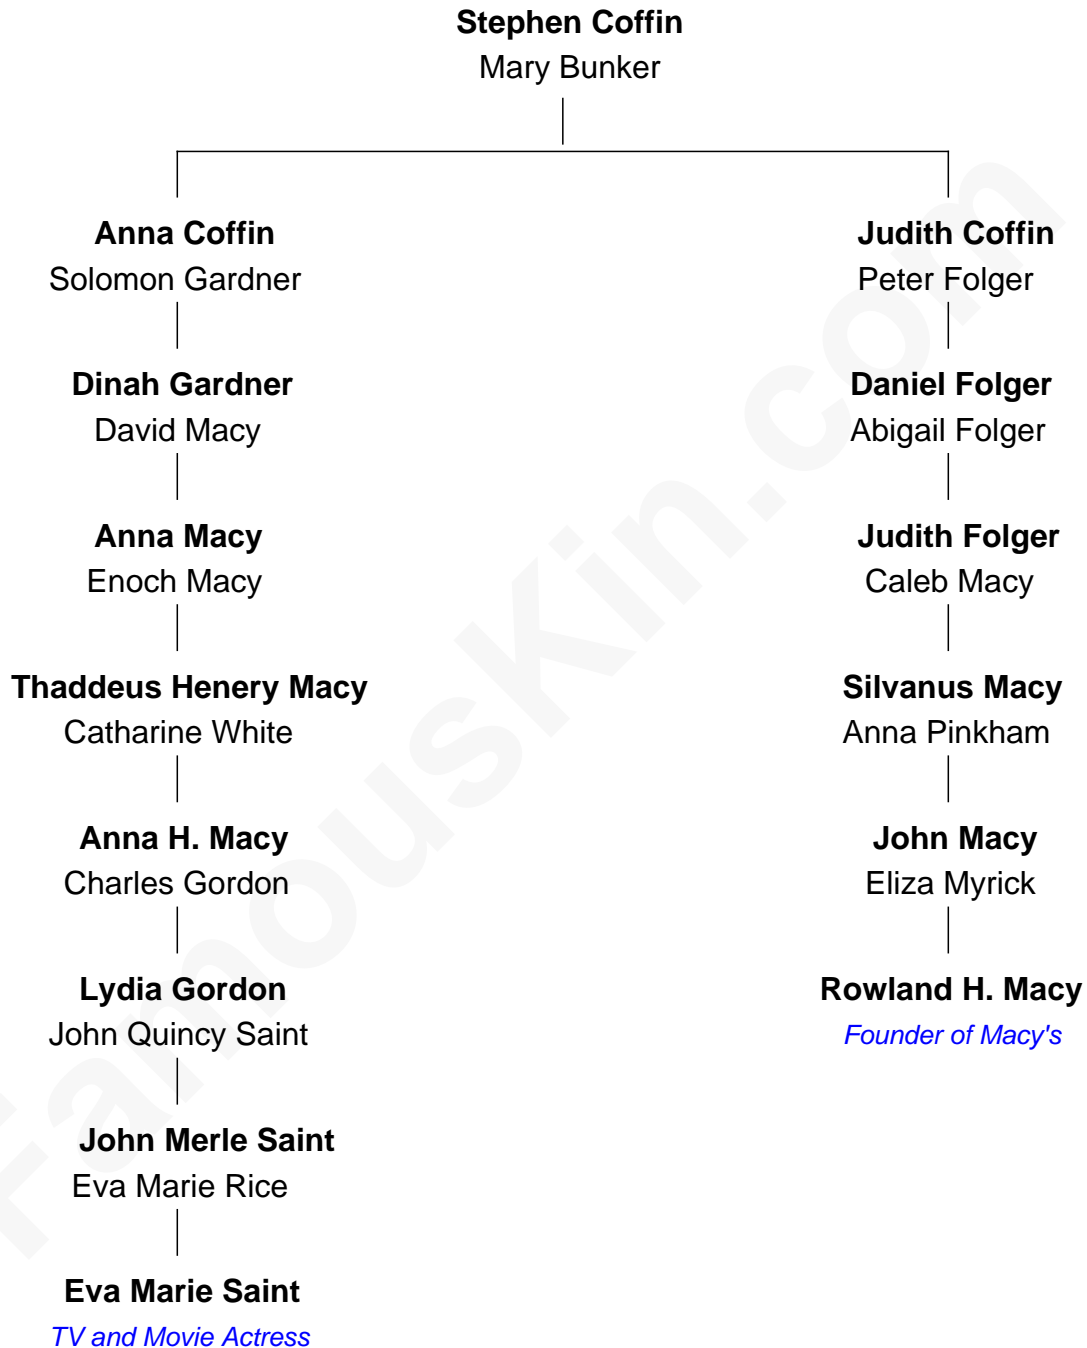 Stephen Coffin
Mary Bunker
Anna Coffin
Solomon Gardner
Judith Coffin
Peter Folger
Dinah Gardner
David Macy
Daniel Folger
Abigail Folger
Anna Macy
Enoch Macy
Judith Folger
Caleb Macy
Thaddeus Henery Macy
Catharine White
Silvanus Macy
Anna Pinkham
Anna H. Macy
Charles Gordon
John Macy
Eliza Myrick
Lydia Gordon
John Quincy Saint
Rowland H. Macy
Founder of Macy's
John Merle Saint
Eva Marie Rice
Eva Marie Saint
TV and Movie Actress
FamousKin.com